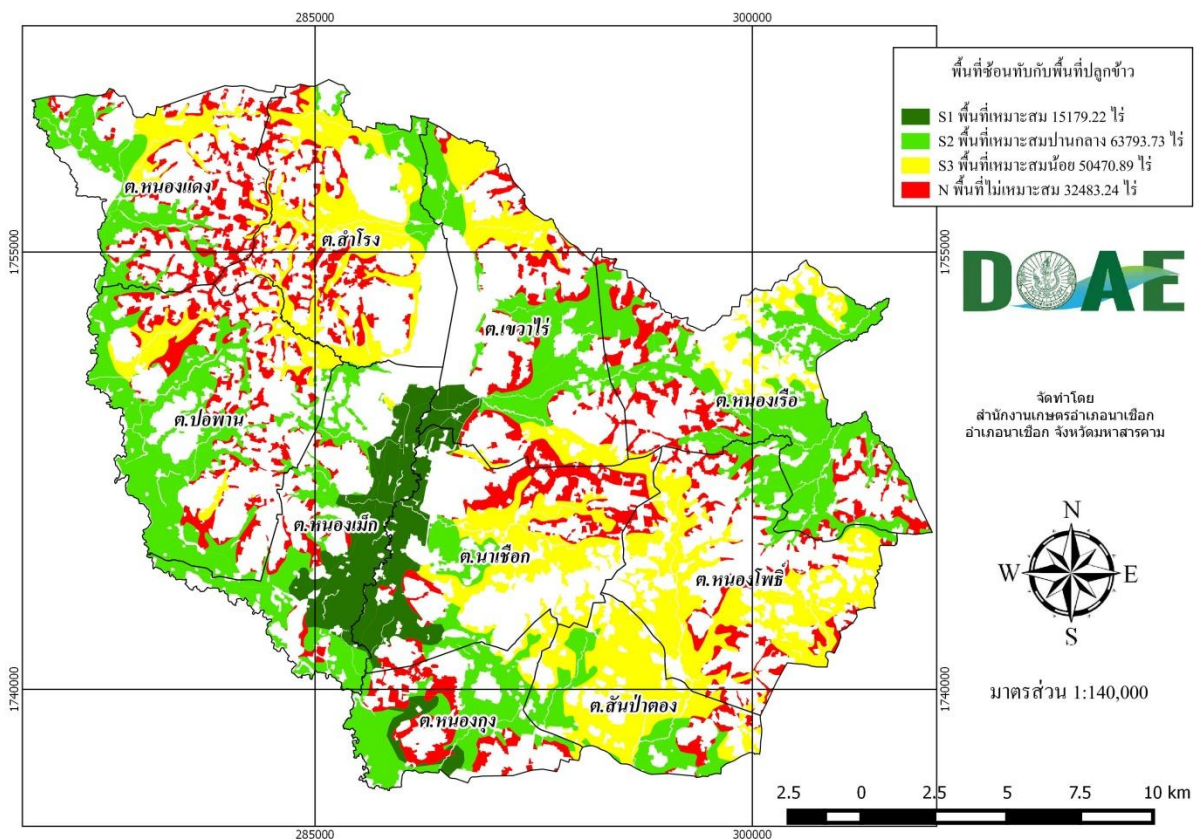 285000
300000
พื้นที่ซ้อนทับกับพื้นที่ปลูกข้าว
S1 พื้นที่เหมาะสม 15179.22 ไร่
S2 พื้นที่เหมาะสมปานกลาง 63793.73 ไร่
S3 พื้นที่เหมาะสมน้อย 50470.89 ไร่
N พื้นที่ไม่เหมาะสม 32483.24 ไร่
ต.หนองแดง
ต.สำโรง
1755000
1755000
DOAE
ต.เขวาไร่
ต.หนองเรือ
ต.ปอพาน
จัดทำโดย
สำนักงานเกษตรอำเภอนาเชือก
อำเภอนาเชือก จังหวัดมหาสารคาม
ต.หนองเม็ก
ต.นาเชือก
ต.หนองโพธิ์
N
W
E
S
1740000
1740000
มาตรส่วน 1:140,000
ต.สันป่าตอง
ต.หนองกุง
2.5 0 2.5 5 7.5 10 km
285000
300000